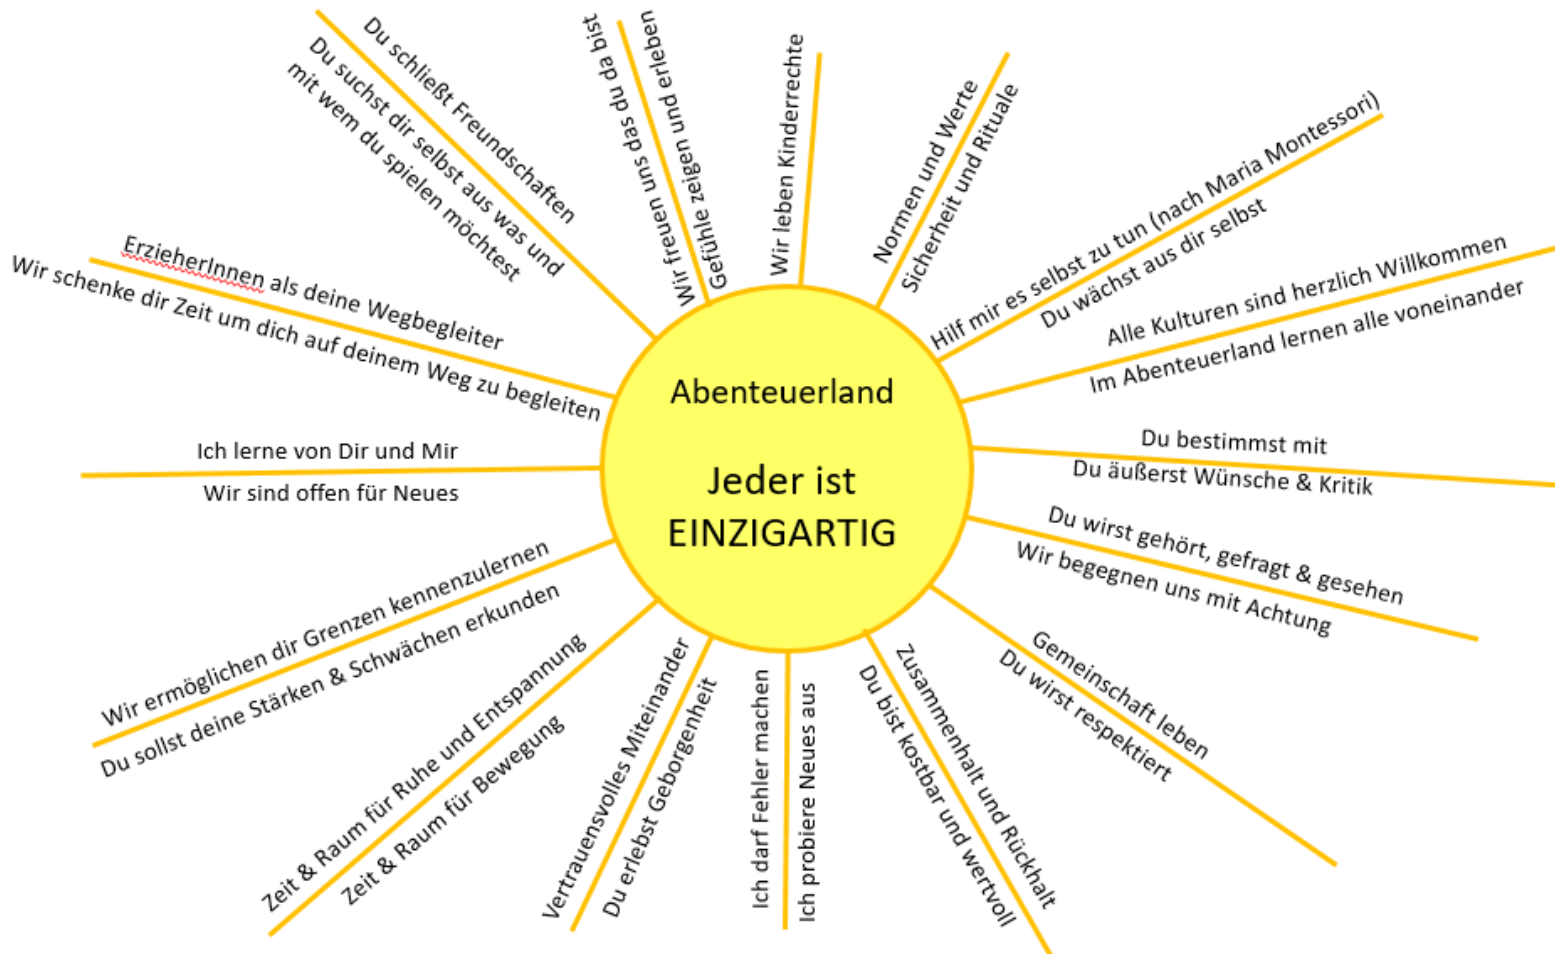 Abenteuerland
Jeder ist
EINZIGARTIG
Wir leben Kinderrechte
Normen und Werte
Sicherheit und Rituale
Hilf mir es selbst zu tun (nach Maria Montessori)
Du wächst aus dir selbst
Alle Kulturen sind herzlich Willkommen
Im Abenteuerland lernen alle voneinander
Du bestimmst mit
Du äußerst Wünsche & Kritik
Du wirst gehört, gefragt & gesehen
Wir begegnen uns mit Achtung
Gemeinschaft leben
Du wirst respektiert
Zusammenhalt und Rückhalt
Du bist kostbar und wertvoll
Ich darf Fehler machen
Ich probiere Neues aus
Vertrauensvolles Miteinander
Du erlebst Geborgenheit
Zeit & Raum für Ruhe und Entspannung
Zeit & Raum für Bewegung
Wir ermöglichen dir Grenzen kennenzulernen
Du sollst deine Stärken & Schwächen erkunden
Ich lerne von Dir und Mir
Wir sind offen für Neues
ErzieherInnen als deine Wegbegleiter
Wir schenke dir Zeit um dich auf deinem Weg zu begleiten
Du schließt Freundschaften
Du suchst dir selbst aus was und
mit wem du spielen möchtest
Wir freuen uns das du da bist
Gefühle zeigen und erleben